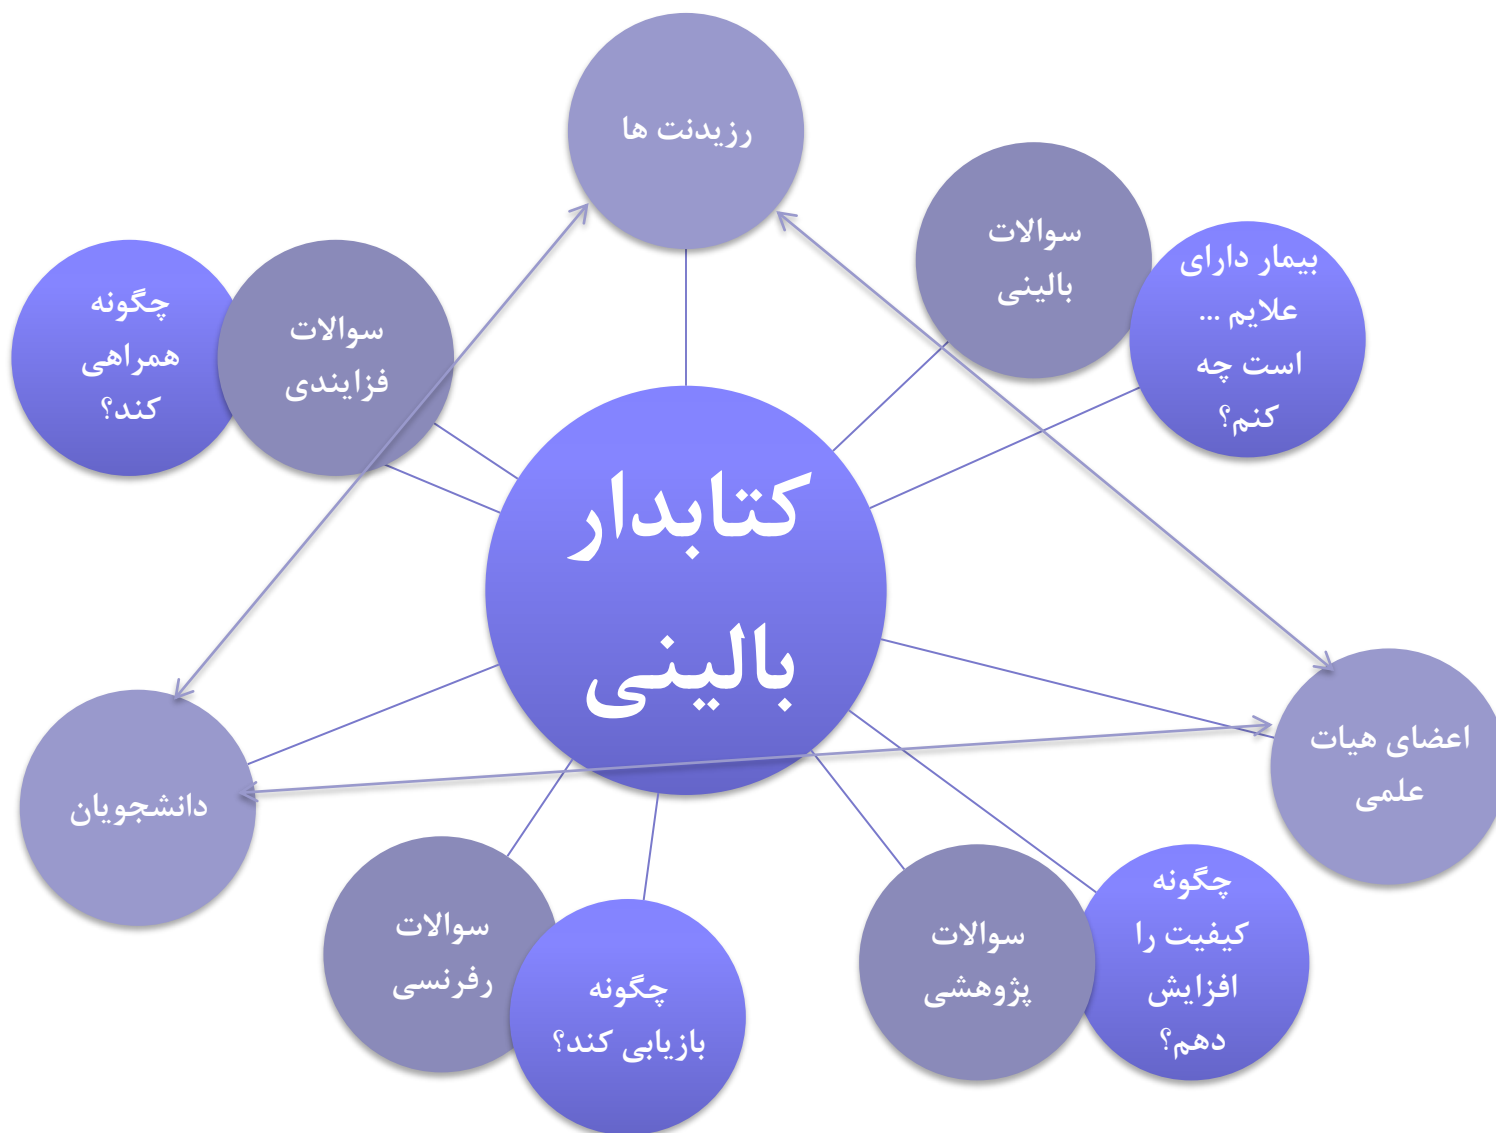 رزیدنت ها
سوالات
بالینی
بیمار دارای
علایم ...
است چه
کنم؟
چگونه
همراهی
کند؟
سوالات
فزایندی
کتابدار
بالینی
اعضای هیات
علمی
دانشجویان
سوالات
رفرنسی
چگونه
بازیابی کند؟
سوالات
پژوهشی
چگونه
کیفیت را
افزایش
دهم؟